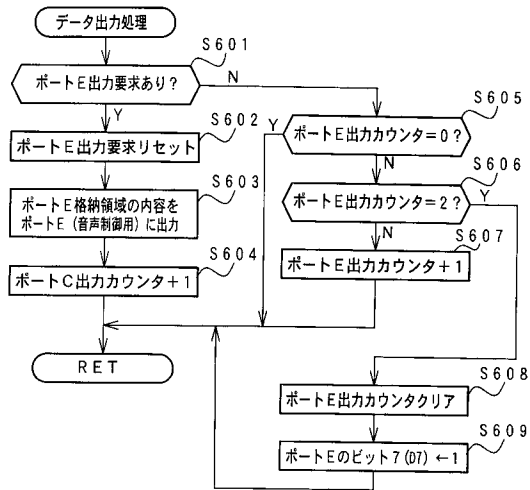 データ出力処理
S601
ポートE出力要求あり?
N
Y
S602
ポートE出力要求リセット
S603
ポートE格納領域の内容を
ポートE(音声制御用)に出力
S604
ポートC出力カウンタ+1
RET
S605
Y
ポートE出力カウンタ=0?
N
S606
ポートE出力カウンタ=2?
Y
N
S607
ポートE出力カウンタ+1
S608
ポートE出力カウンタクリア
S609
ポートEのビット7(D7)←1